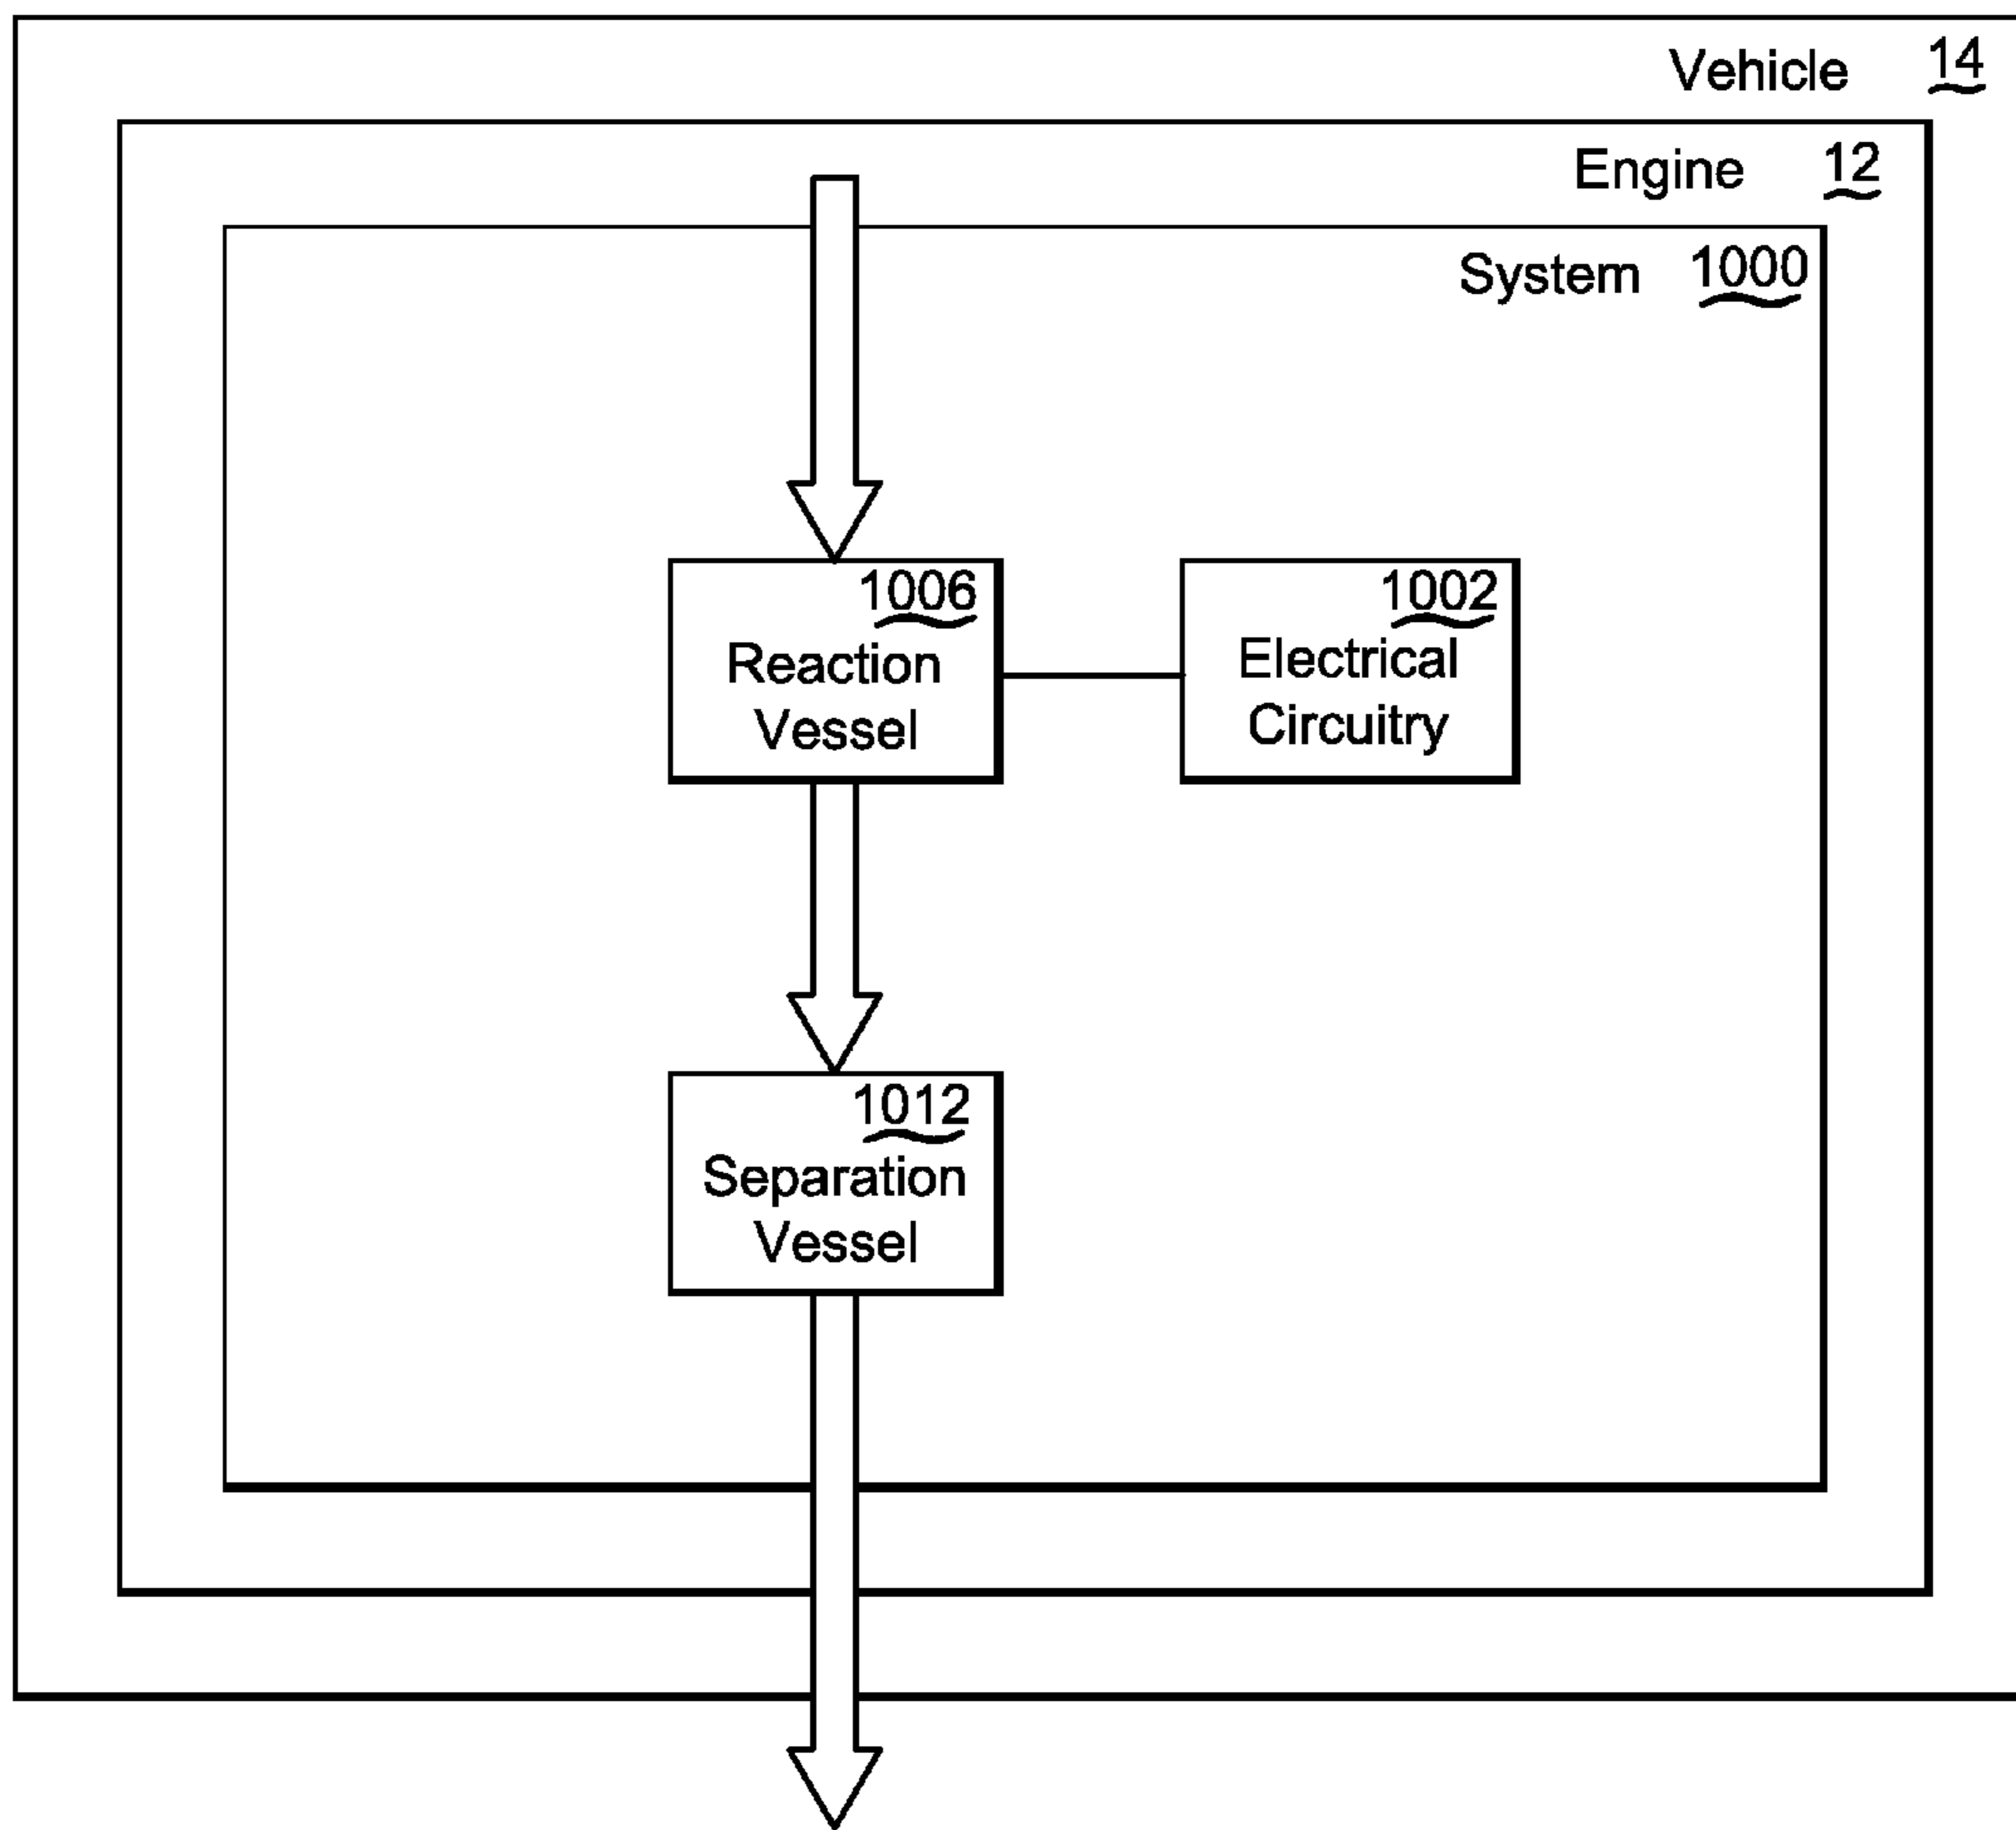 Vehicle 14
Engine 12
System 1000
1006
Reaction
Vessel
1002
Electrical
Circuitry
1012
Separation
Vessel